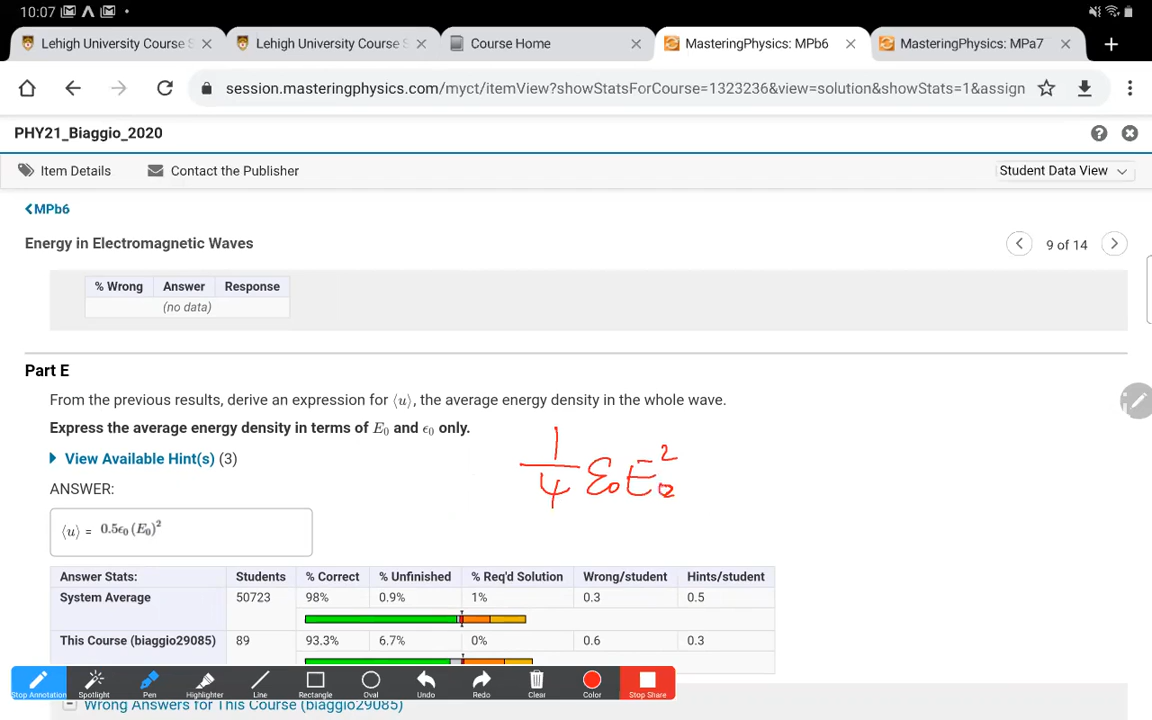 10:07
Lehigh University Course S
Lehigh University Course S
Course Home
MasteringPhysics: MPb6
MasteringPhysics: MPa7
session.masteringphysics.com/myct/itemView?showStatsForCourse=1323236&view=solution&showStats=1&assign
PHY21_Biaggio_2020
Item Details
Contact the Publisher
Student Data View
MPb6
Energy in Electromagnetic Waves
9 of 14
% Wrong Answer Response
(no data)
Part E
From the previous results, derive an expression for ⟨u⟩, the average energy density in the whole wave.
Express the average energy density in terms of E₀ and ϵ₀ only.
View Available Hint(s) (3)
1/4 ε₀E₀²
ANSWER:
⟨u⟩ = 0.5ϵ₀(E₀)²
Answer Stats: Students % Correct % Unfinished % Req'd Solution Wrong/student Hints/student
System Average 50723 98% 0.9% 1% 0.3 0.5
This Course (biaggio29085) 89 93.3% 6.7% 0% 0.6 0.3
Stop Annotation Spotlight Pen Highlighter Line Rectangle Oval Undo Redo Clear Color Stop Share
Wrong Answers for This Course (biaggio29085)